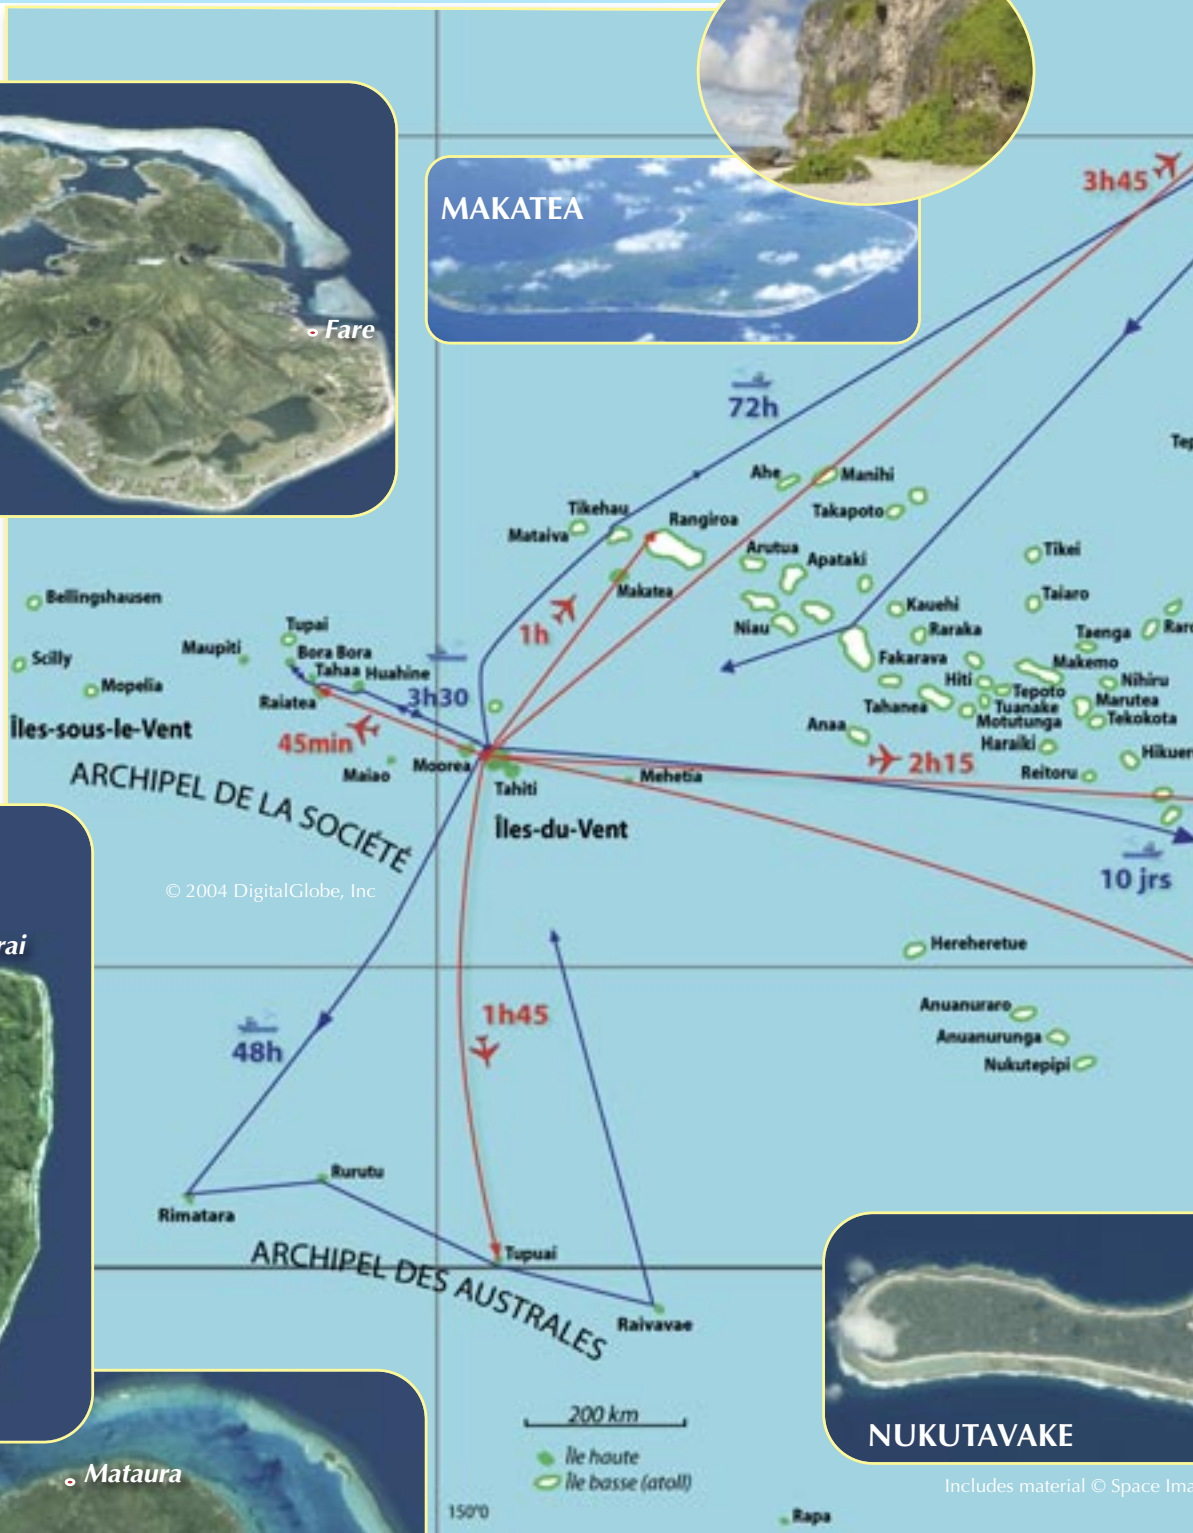 MAKATEA
3h45
Fare
72h
Tep
Ahe
Manihi
Takapoto
Tikehau
Mataiva
Rangiroa
Arutua
Apataki
Tikei
Makatea
Taiaro
Bellingshausen
Kauehi
1h
Niau
Raraka
Taenga
Raro
Tupai
Maupiti
Bora Bora
Scilly
Tahaa
Huahine
Fakarava
Makemo
Mopelia
Hiti
Nihiru
Raiatea
3h30
Tepoto
Tahanea
Tuanake
Marutea
Îles-sous-le-Vent
Anaa
Motutunga
Tekokota
45min
Haraiki
Hikuer
Moorea
2h15
Reitoru
Maiao
Mehetia
ARCHIPEL DE LA SOCIÉTÉ
Tahiti
Îles-du-Vent
10 jrs
© 2004 DigitalGlobe, Inc
rai
Hereheretue
1h45
Anuanuraro
48h
Anuanurunga
Nukutepipi
Rurutu
Rimatara
ARCHIPEL DES AUSTRALES
Tupuai
Raivavae
200 km
NUKUTAVAKE
Île haute
Mataura
Île basse (atoll)
Includes material © Space Ima
150°0
Rapa